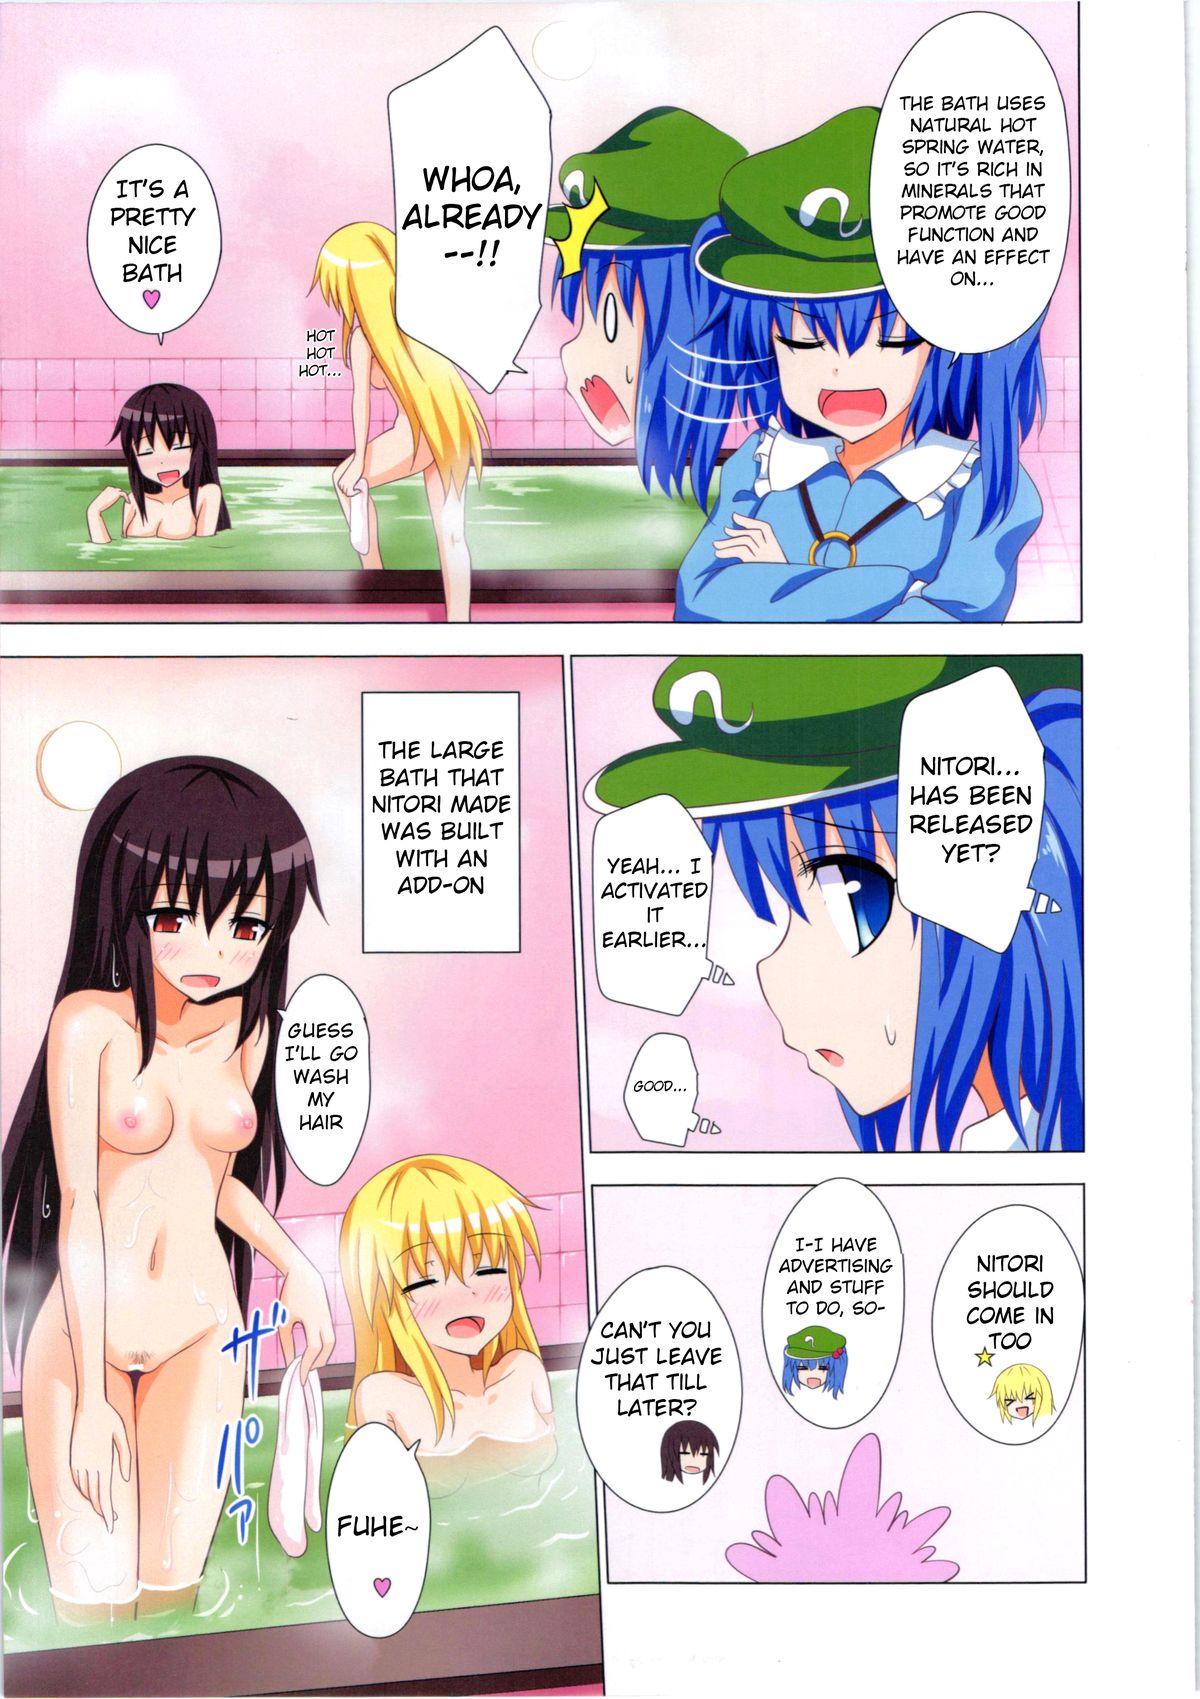 THE BATH USES
NATURAL HOT
SPRING WATER,
SO IT'S RICH IN
MINERALS THAT
PROMOTE GOOD
FUNCTION AND
HAVE AN EFFECT
ON...
WHOA,
ALREADY
--!!
HOT
HOT
HOT...
IT'S A
PRETTY
NICE
BATH
♥
NITORI...
HAS BEEN
RELEASED
YET?
YEAH... I
ACTIVATED
IT
EARLIER...
GOOD...
NITORI
SHOULD
COME IN
TOO
I-I HAVE
ADVERTISING
AND STUFF
TO DO, SO-
CAN'T YOU
JUST LEAVE
THAT TILL
LATER?
THE LARGE
BATH THAT
NITORI MADE
WAS BUILT
WITH AN
ADD-ON
GUESS
I'LL GO
WASH
MY
HAIR
ザバァ
FUHE~
♥